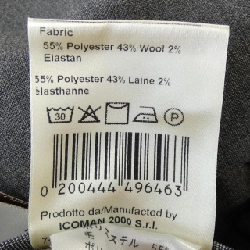 Fabric
55% Polyester 43% Wool 2%
Elastan
55% Polyester 43% Laine 2%
élasthanne
30 P
0 200444 496463
Prodotto da/Manufactured by
ICOMAN 2000 S.r.l.